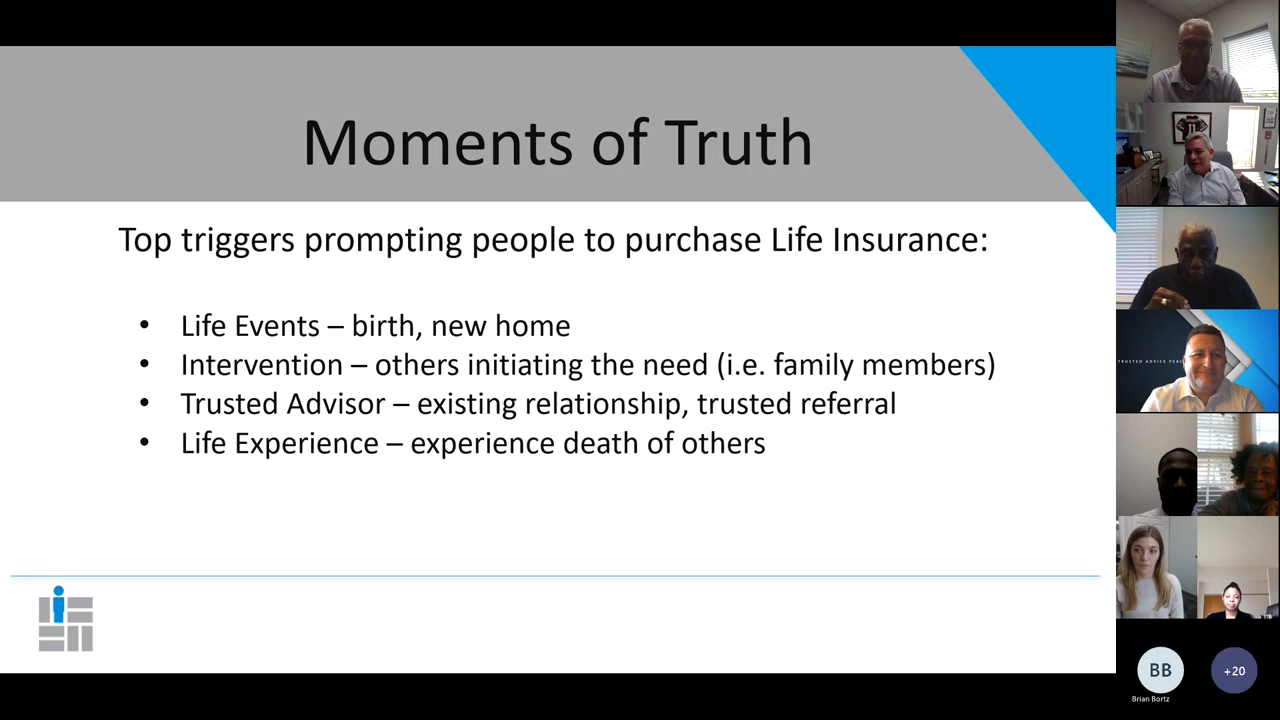 Moments of Truth
Top triggers prompting people to purchase Life Insurance:
• Life Events – birth, new home
• Intervention – others initiating the need (i.e. family members)
• Trusted Advisor – existing relationship, trusted referral
• Life Experience – experience death of others
TRUSTED ADVICE
BB
+20
Brian Bortz